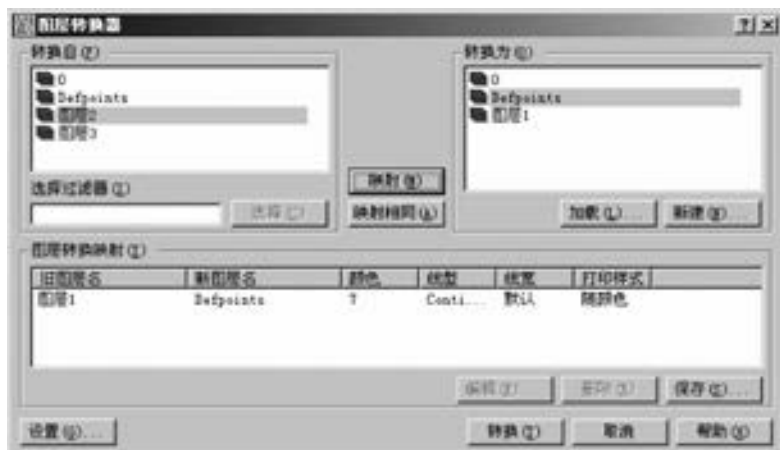 图层转换器
转换自(F)
0
Defpoints
图层2
图层3
选择过滤器(I)
选择(C)
映射(M)
映射相同(A)
转换为(O)
0
Defpoints
图层1
加载(L)...
新建(N)...
图层转换映射(Y)
旧图层名 新图层名 颜色 线型 线宽 打印样式
图层1 Defpoints 7 Conti... 默认 随颜色
编辑(E)... 删除(R) 保存(S)...
设置(G)... 转换(T) 取消 帮助(H)